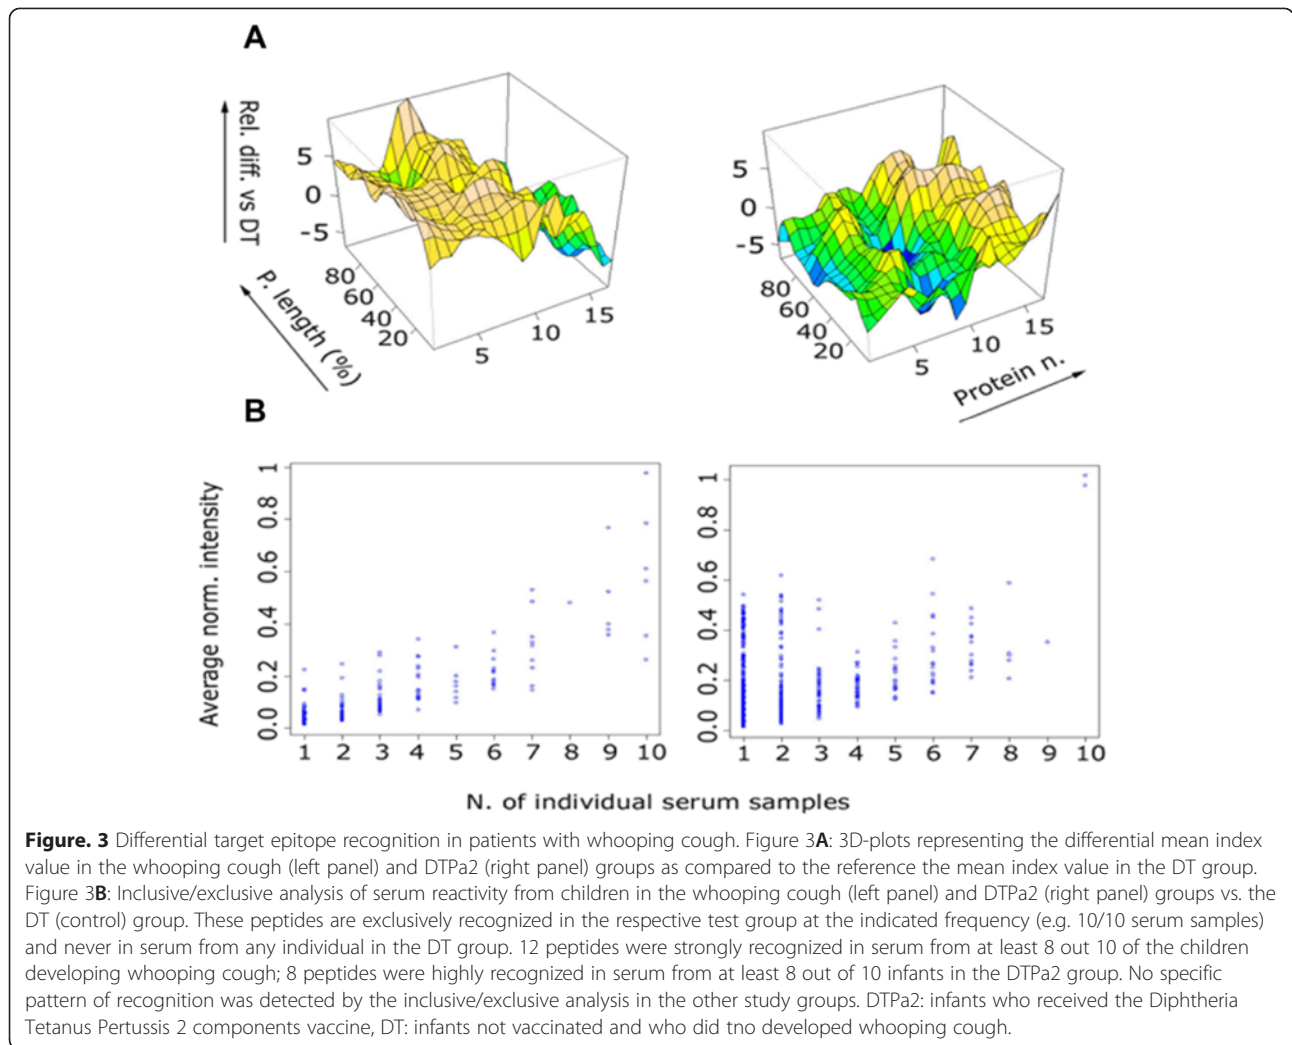 A
Rel. diff. vs DT
5
0
-5
80
60
40
20
P. length (%)
5
10
15
5
0
-5
80
60
40
20
5
10
15
Protein n.
B
Average norm. intensity
1
0.8
0.6
0.4
0.2
0.0
1 2 3 4 5 6 7 8 9 10
1
0.8
0.6
0.4
0.2
0.0
1 2 3 4 5 6 7 8 9 10
N. of individual serum samples
Figure. 3 Differential target epitope recognition in patients with whooping cough. Figure 3A: 3D-plots representing the differential mean index
value in the whooping cough (left panel) and DTPa2 (right panel) groups as compared to the reference the mean index value in the DT group.
Figure 3B: Inclusive/exclusive analysis of serum reactivity from children in the whooping cough (left panel) and DTPa2 (right panel) groups vs. the
DT (control) group. These peptides are exclusively recognized in the respective test group at the indicated frequency (e.g. 10/10 serum samples)
and never in serum from any individual in the DT group. 12 peptides were strongly recognized in serum from at least 8 out 10 of the children
developing whooping cough; 8 peptides were highly recognized in serum from at least 8 out of 10 infants in the DTPa2 group. No specific
pattern of recognition was detected by the inclusive/exclusive analysis in the other study groups. DTPa2: infants who received the Diphtheria
Tetanus Pertussis 2 components vaccine, DT: infants not vaccinated and who did tno developed whooping cough.